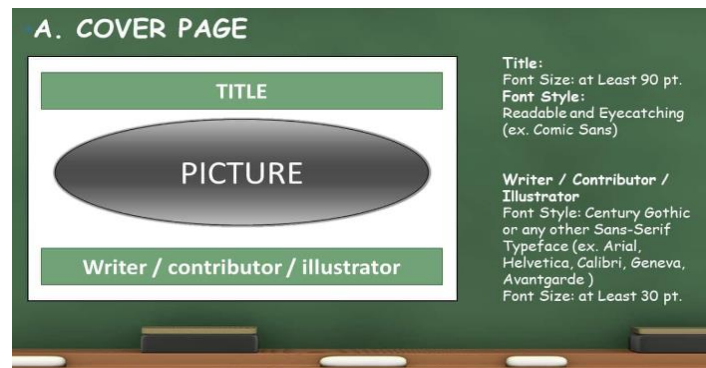 A. COVER PAGE
TITLE
PICTURE
Writer / contributor / illustrator
Title:
Font Size: at Least 90 pt.
Font Style:
Readable and Eyecatching
(ex. Comic Sans)
Writer / Contributor /
Illustrator
Font Style: Century Gothic
or any other Sans-Serif
Typeface (ex. Arial,
Helvetica, Calibri, Geneva,
Avantgarde )
Font Size: at Least 30 pt.